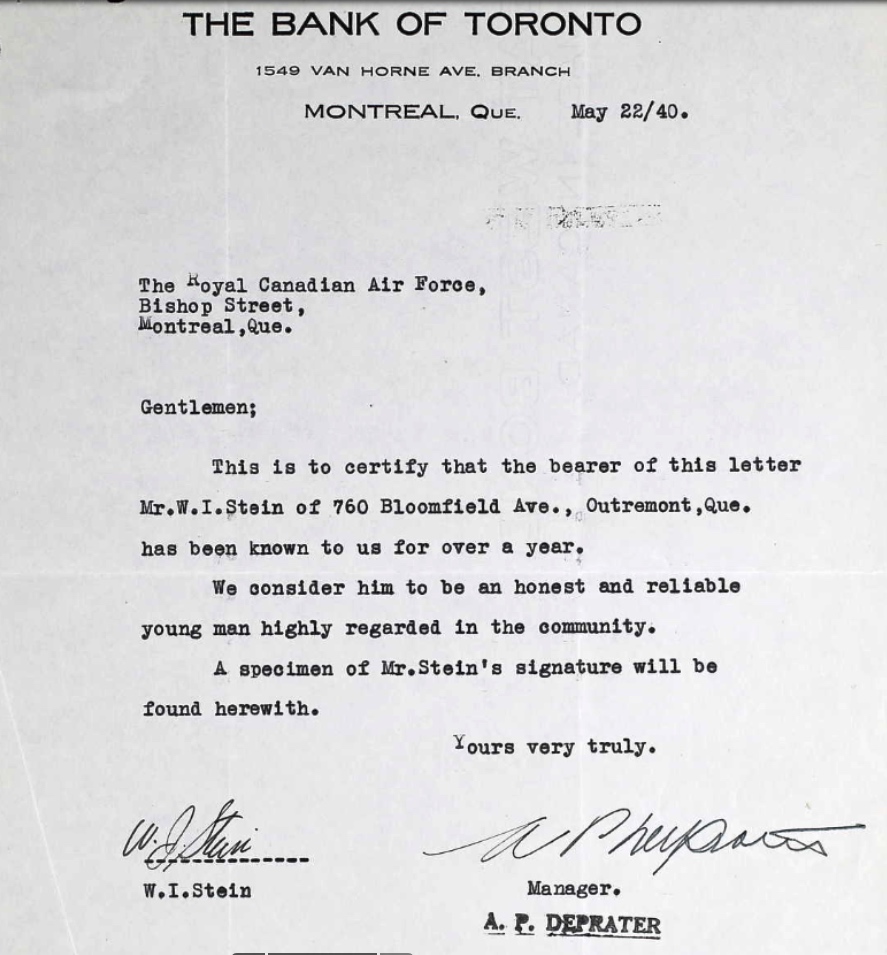 THE BANK OF TORONTO
1549 VAN HORNE AVE. BRANCH
MONTREAL, QUE. May 22/40.
The Royal Canadian Air Force,
Bishop Street,
Montreal,Que.
Gentlemen;
This is to certify that the bearer of this letter
Mr.W.I.Stein of 760 Bloomfield Ave., Outremont,Que.
has been known to us for over a year.
We consider him to be an honest and reliable
young man highly regarded in the community.
A specimen of Mr.Stein's signature will be
found herewith.
Yours very truly.
W. I. Stein
W.I.Stein
Manager.
A. P. DEPRATER